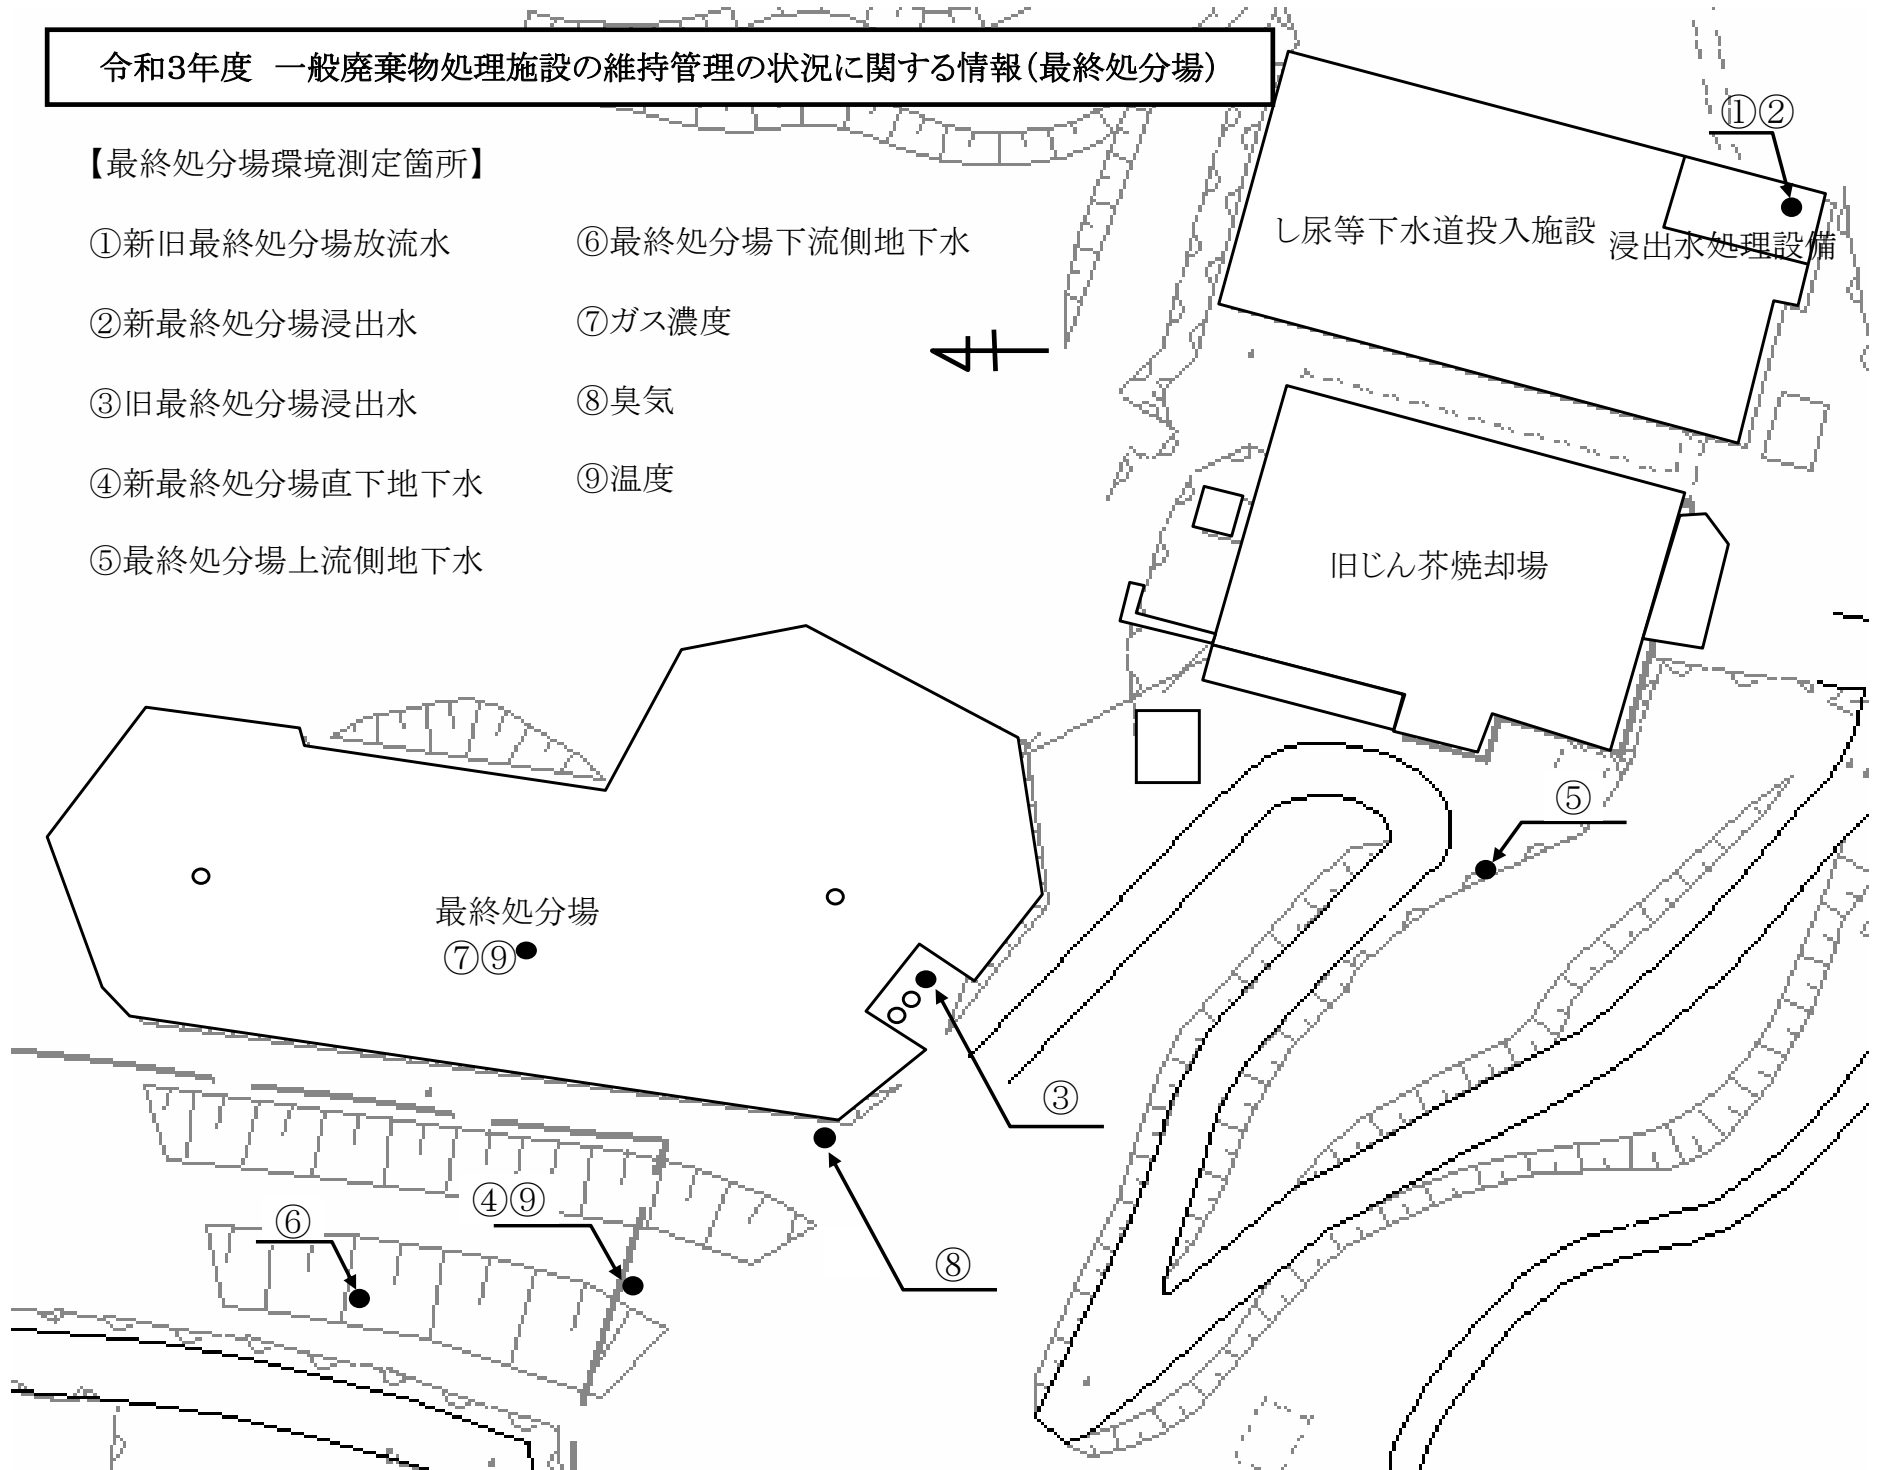 令和3年度　一般廃棄物処理施設の維持管理の状況に関する情報（最終処分場）
【最終処分場環境測定箇所】
①新旧最終処分場放流水
②新最終処分場浸出水
③旧最終処分場浸出水
④新最終処分場直下地下水
⑤最終処分場上流側地下水
⑥最終処分場下流側地下水
⑦ガス濃度
⑧臭気
⑨温度
①②
し尿等下水道投入施設
浸出水処理設備
旧じん芥焼却場
⑤
最終処分場
⑦⑨
③
④⑨
⑥
⑧